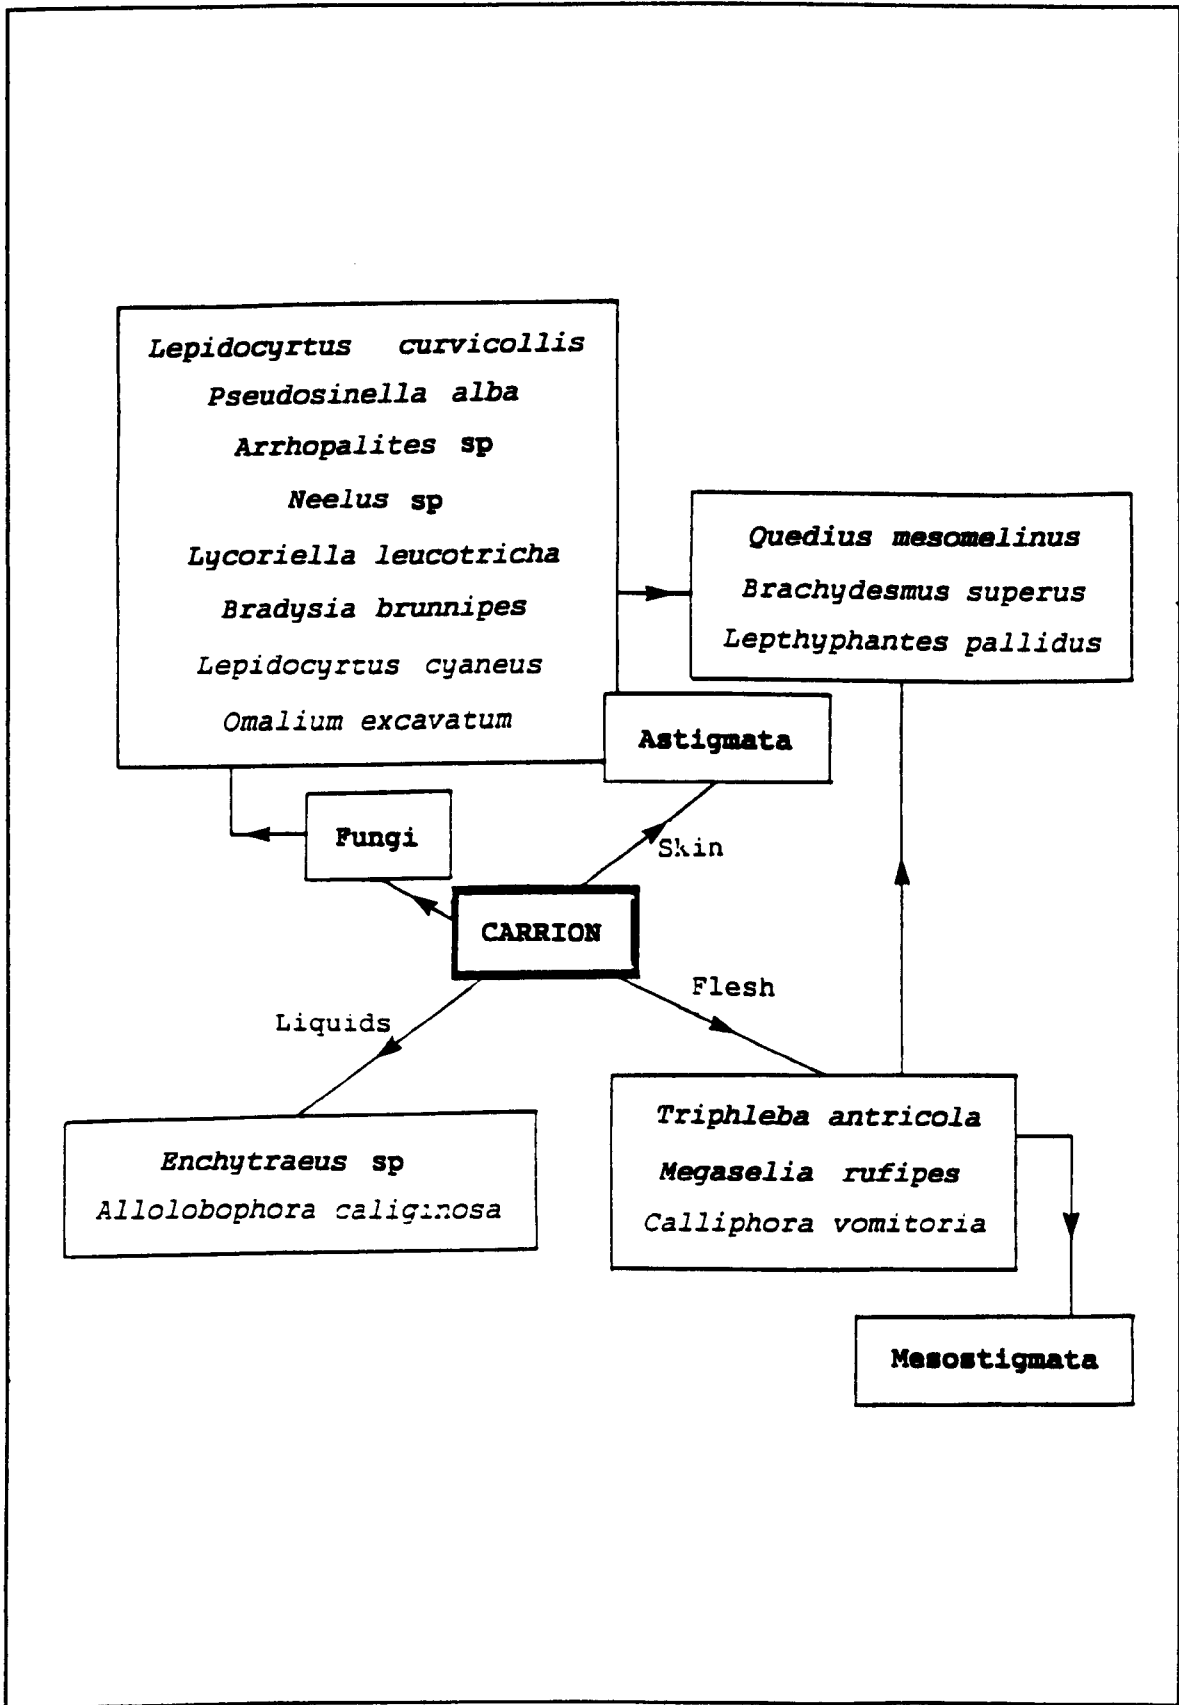 Lepidocyrtus curvicollis
Pseudosinella alba
Arrhopalites sp
Neelus sp
Lycoriella leucotricha
Bradysia brunnipes
Lepidocyrtus cyaneus
Omalium excavatum
Quedius mesomelinus
Brachydesmus superus
Lepthyphantes pallidus
Astigmata
Fungi
Skin
CARRION
Flesh
Liquids
Enchytraeus sp
Allolobophora caliginosa
Triphleba antricola
Megaselia rufipes
Calliphora vomitoria
Mesostigmata